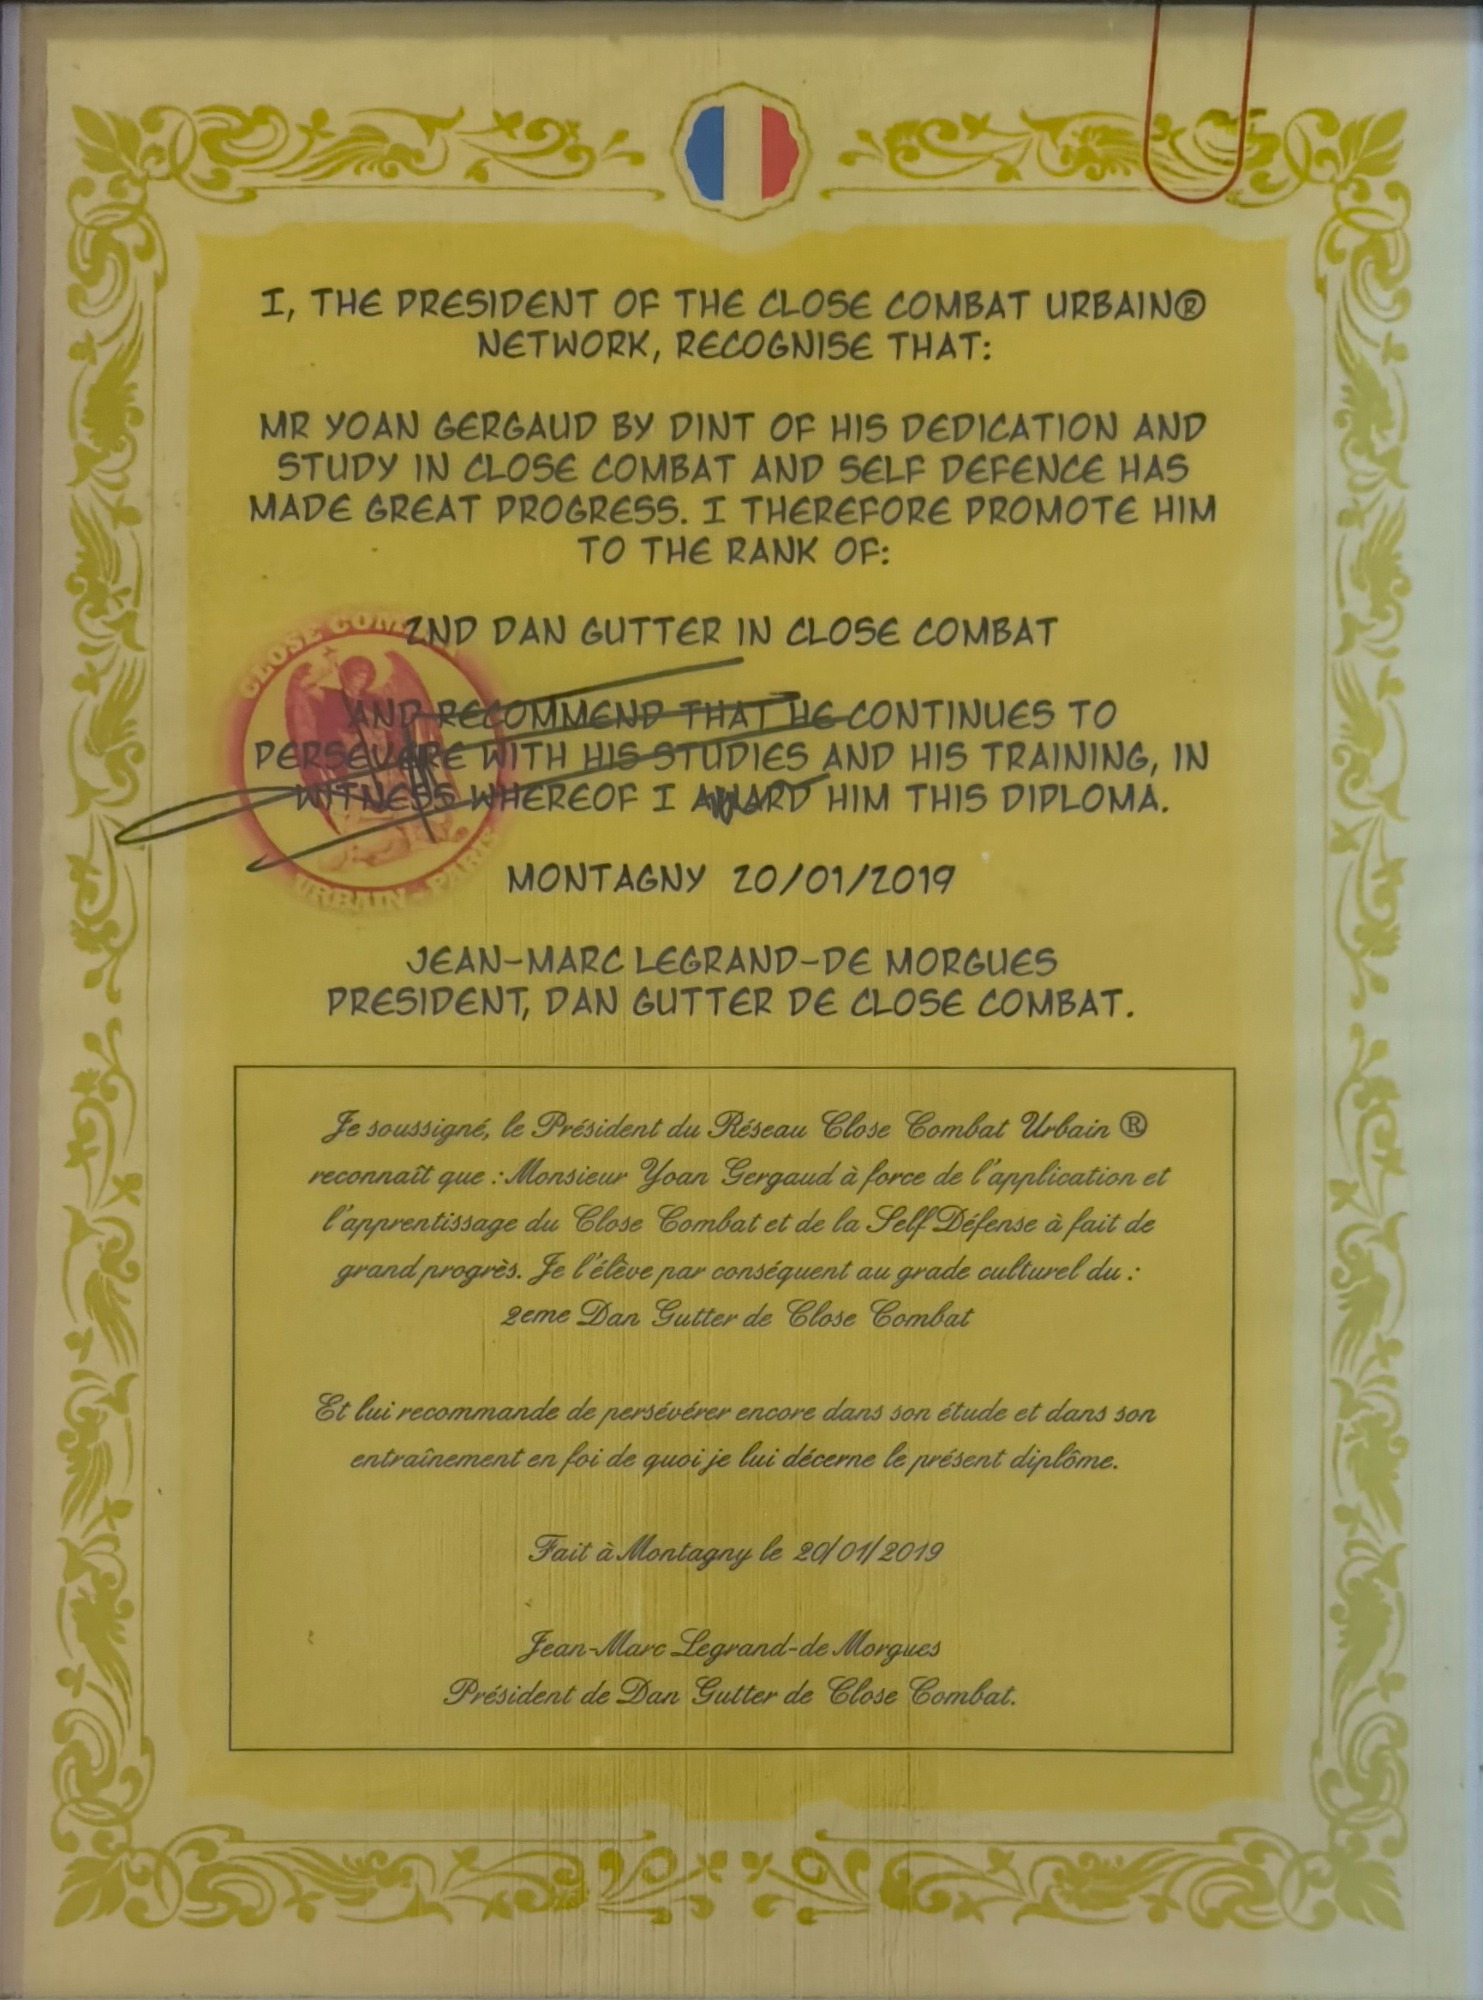 I, THE PRESIDENT OF THE CLOSE COMBAT URBAIN®
NETWORK, RECOGNISE THAT:
MR YOAN GERGAUD BY DINT OF HIS DEDICATION AND
STUDY IN CLOSE COMBAT AND SELF DEFENCE HAS
MADE GREAT PROGRESS. I THEREFORE PROMOTE HIM
TO THE RANK OF:
2ND DAN GUTTER IN CLOSE COMBAT
AND RECOMMEND THAT HE CONTINUES TO
PERSEVERE WITH HIS STUDIES AND HIS TRAINING, IN
WITNESS WHEREOF I AWARD HIM THIS DIPLOMA.
CLOSE COMBAT
URBAIN - PARIS
MONTAGNY 20/01/2019
JEAN-MARC LEGRAND-DE MORGUES
PRESIDENT, DAN GUTTER DE CLOSE COMBAT.
Je soussigné, le Président du Réseau Close Combat Urbain ®
reconnaît que : Monsieur Yoan Gergaud à force de l'application et
l'apprentissage du Close Combat et de la Self Défense à fait de
grand progrès. Je l'élève par conséquent au grade culturel du :
2eme Dan Gutter de Close Combat
Et lui recommande de persévérer encore dans son étude et dans son
entraînement en foi de quoi je lui décerne le présent diplôme.
Fait à Montagny le 20/01/2019
Jean-Marc Legrand-de Morgues
Président de Dan Gutter de Close Combat.